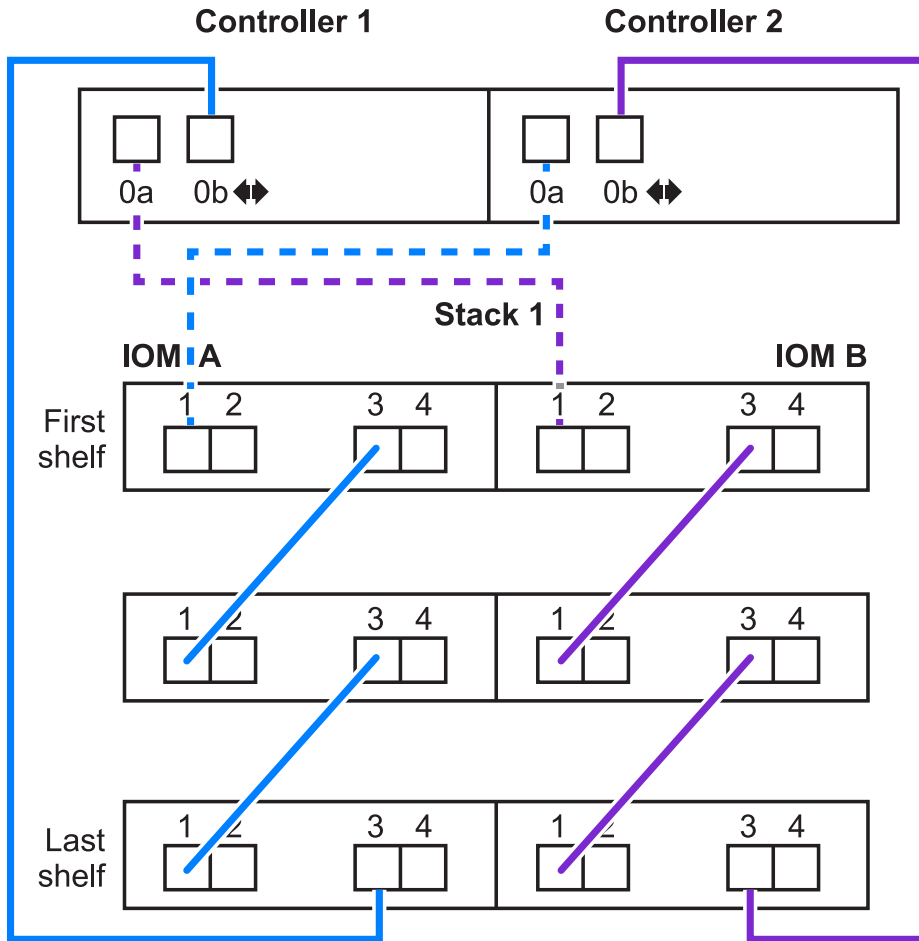 Controller 1 Controller 2
0a 0b 0a 0b
Stack 1
IOM A IOM B
1 2 3 4 1 2 3 4
First
shelf
1 2 3 4 1 2 3 4
1 2 3 4 1 2 3 4
Last
shelf